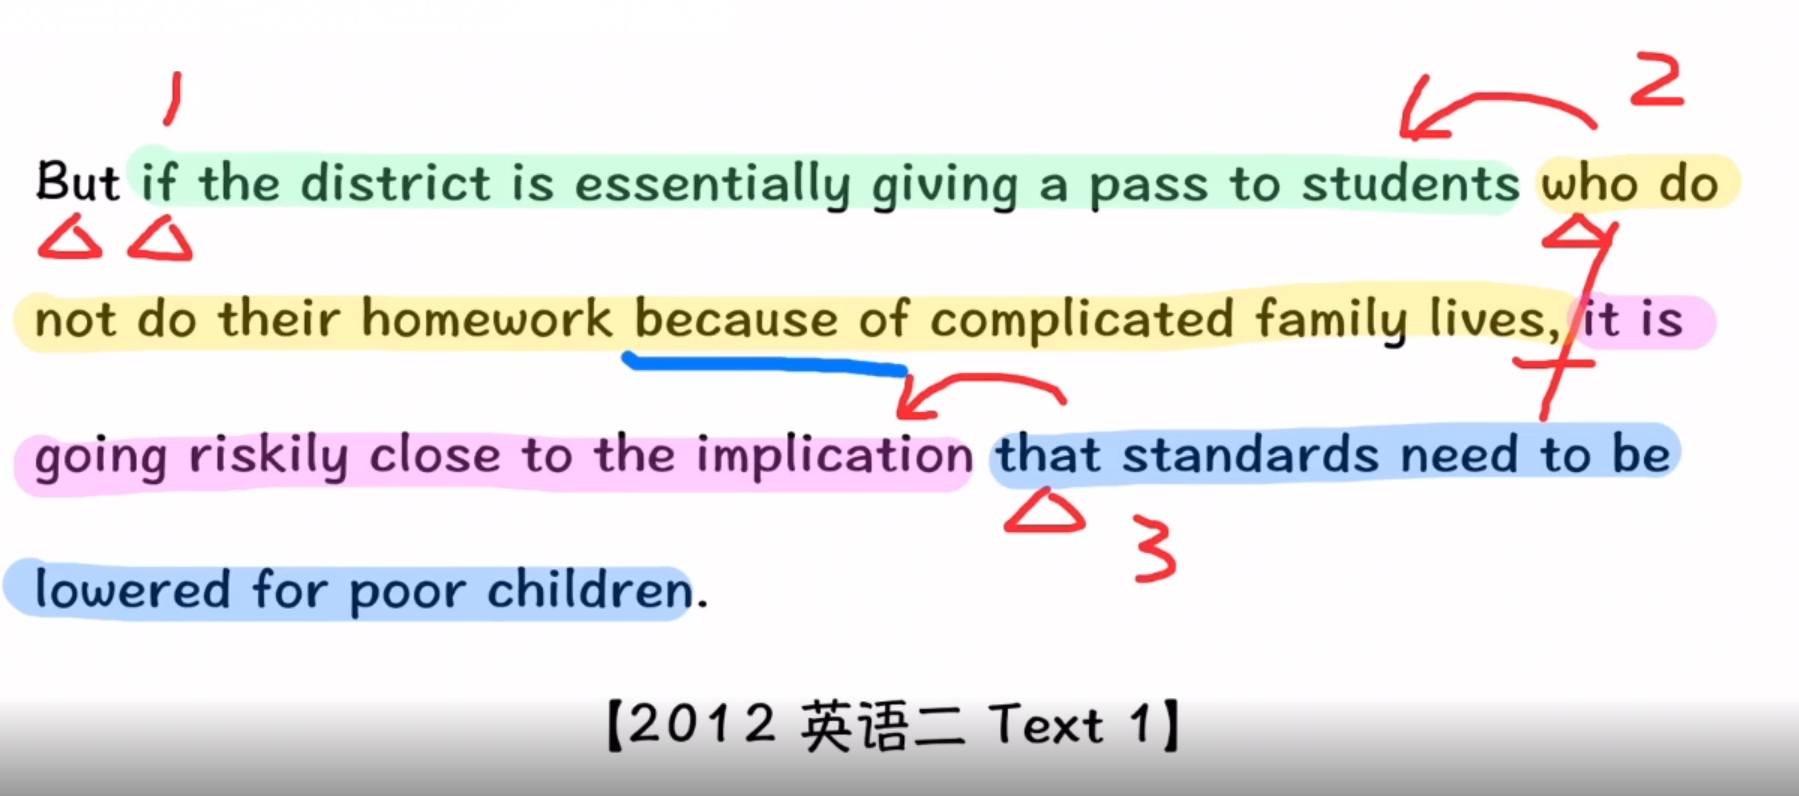 1
2
But if the district is essentially giving a pass to students who do
not do their homework because of complicated family lives, it is
going riskily close to the implication that standards need to be
3
lowered for poor children.
【2012 英语二 Text 1】